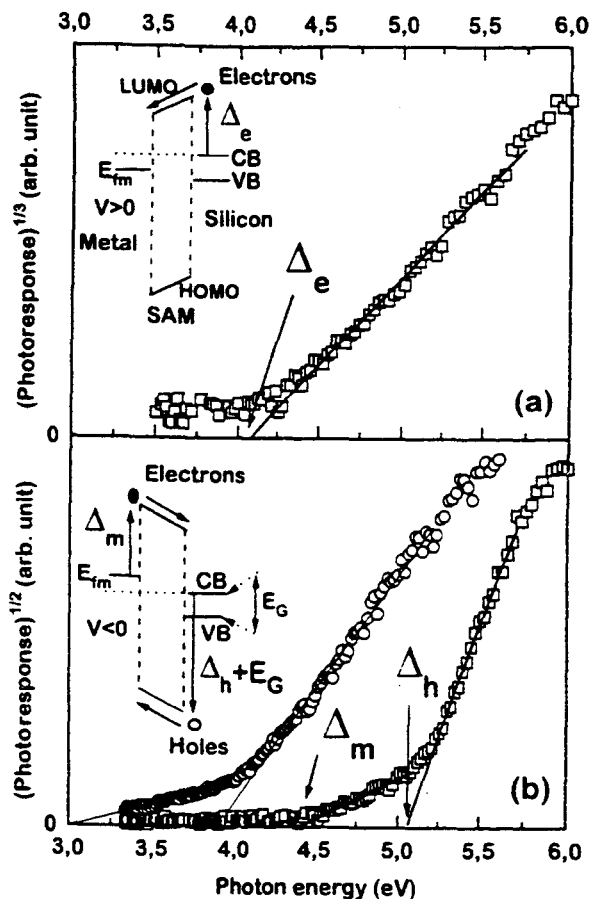 3,0 3,5 4,0 4,5 5,0 5,5 6,0
(Photoresponse)^1/3 (arb. unit)
0
LUMO
Electrons
Δe
CB
Efm
VB
V>0
Silicon
Metal
HOMO
SAM
Δe
(a)
(Photoresponse)^1/2 (arb. unit)
0
Electrons
Δm
Efm
CB
EG
V<0
VB
Δh+EG
Holes
Δm
Δh
(b)
3,0 3,5 4,0 4,5 5,0 5,5 6,0
Photon energy (eV)